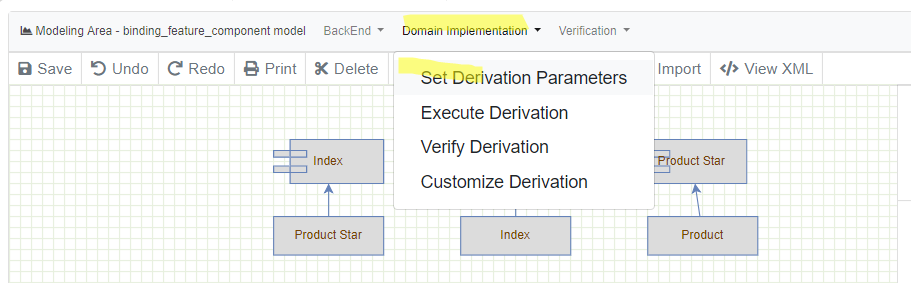 Modeling Area - binding_feature_component model BackEnd Domain Implementation Verification
Save Undo Redo Print Delete Import View XML
Set Derivation Parameters
Execute Derivation
Verify Derivation
Customize Derivation
Index Product Star
Product Star Index Product